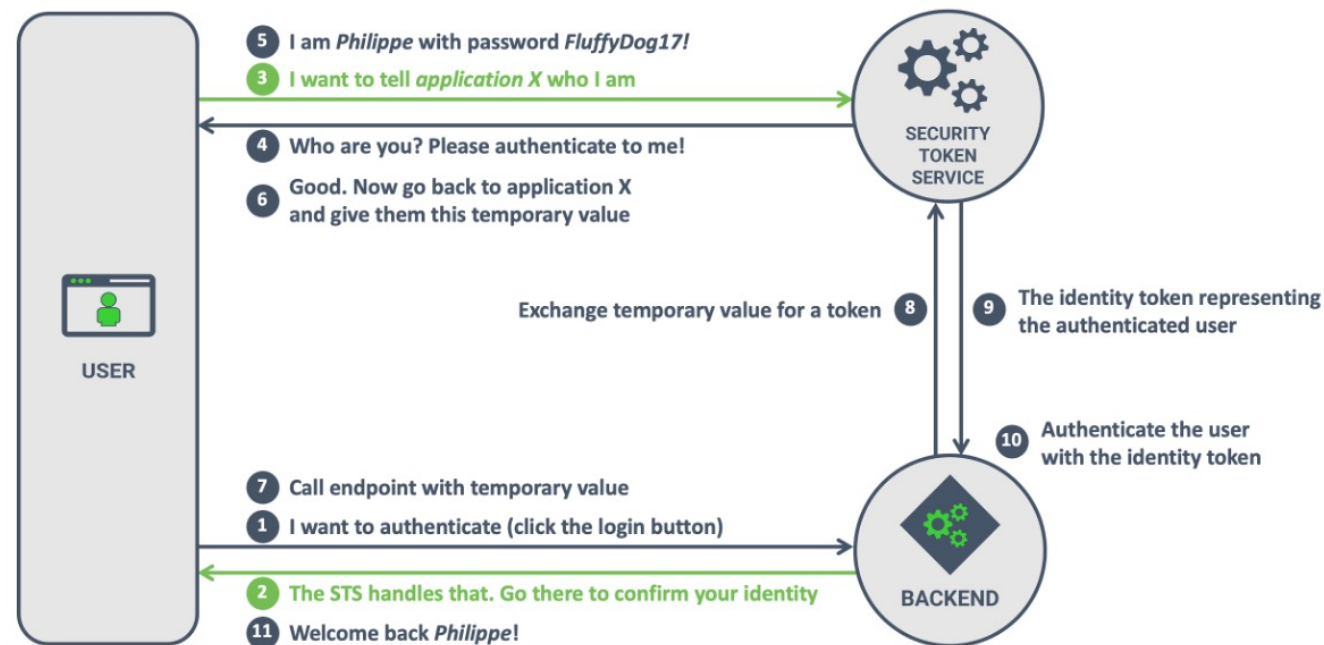 5 I am Philippe with password FluffyDog17!
3 I want to tell application X who I am
4 Who are you? Please authenticate to me!
6 Good. Now go back to application X
and give them this temporary value
SECURITY
TOKEN
SERVICE
USER
Exchange temporary value for a token 8
9 The identity token representing
the authenticated user
10 Authenticate the user
with the identity token
7 Call endpoint with temporary value
1 I want to authenticate (click the login button)
2 The STS handles that. Go there to confirm your identity
11 Welcome back Philippe!
BACKEND